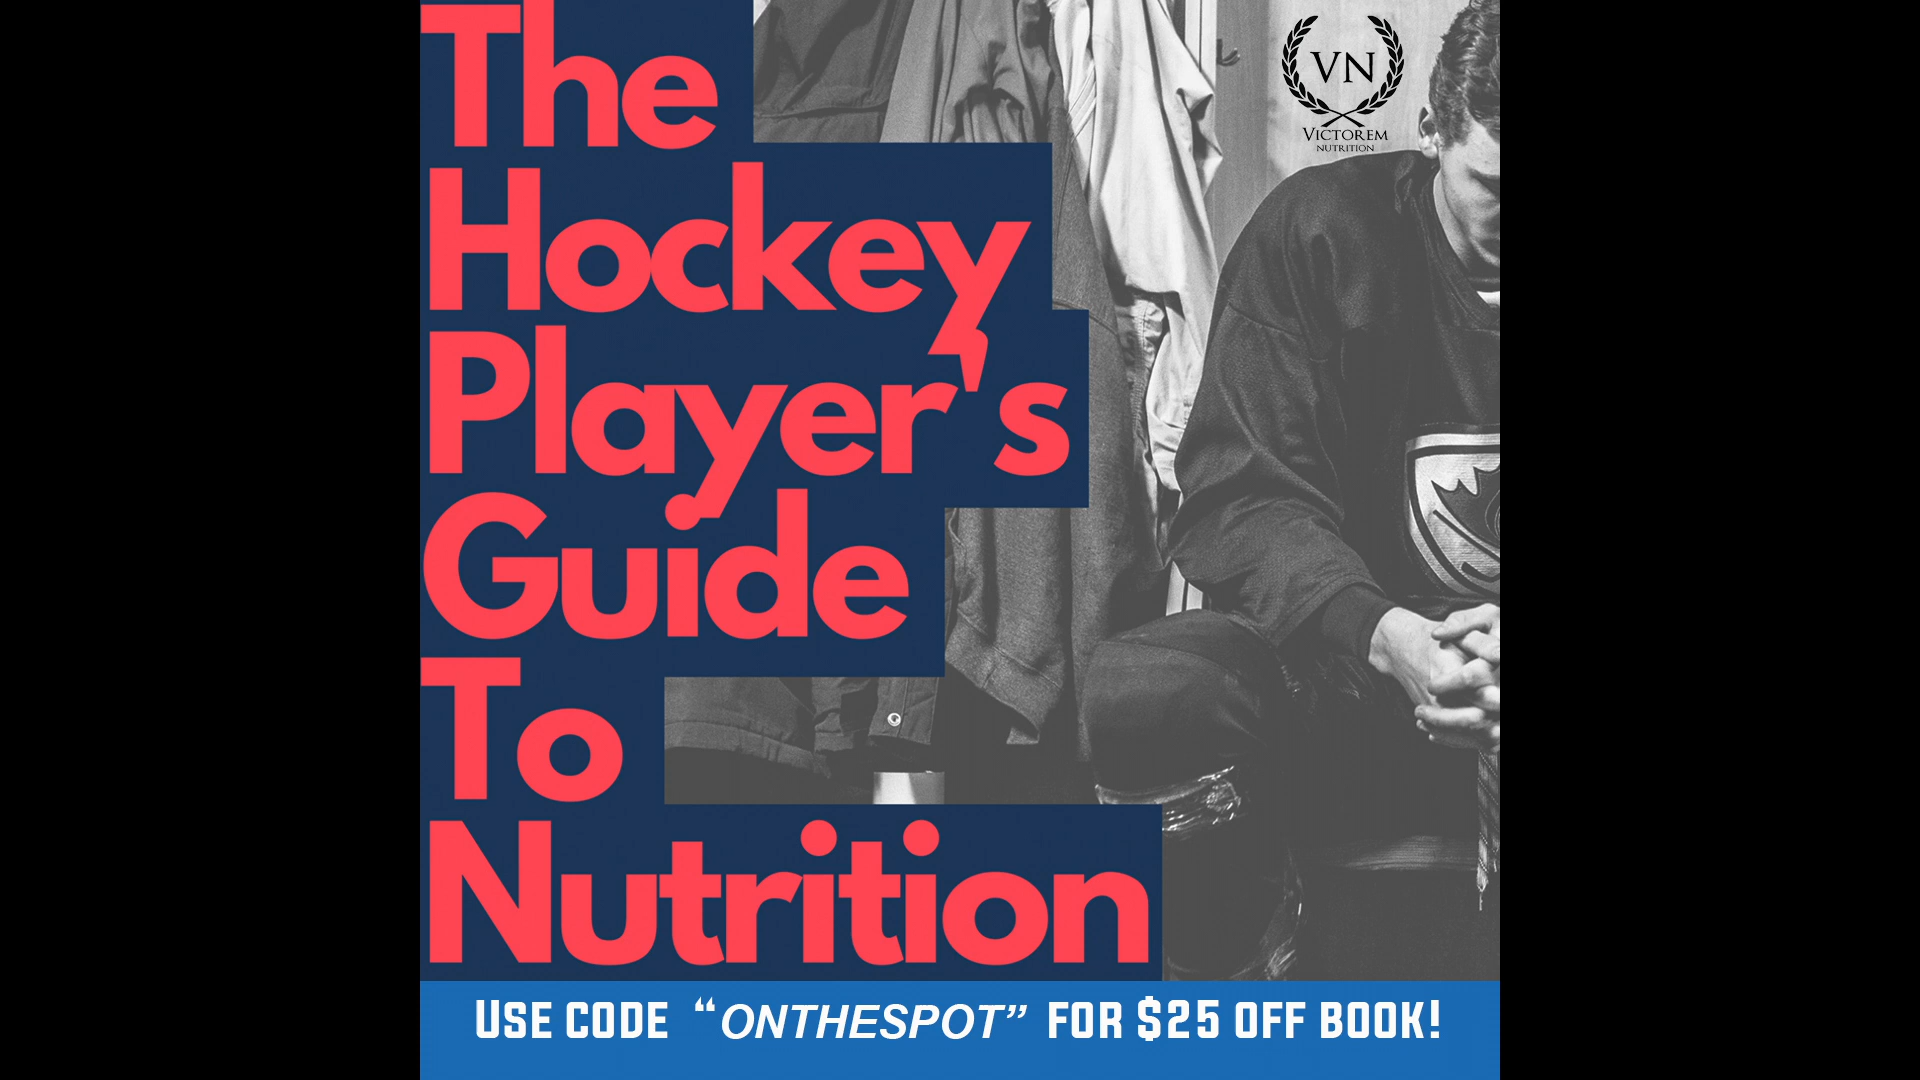 The
Hockey
Player's
Guide
To
Nutrition
VN
VICTOREM
NUTRITION
USE CODE “ONTHESPOT” FOR $25 OFF BOOK!